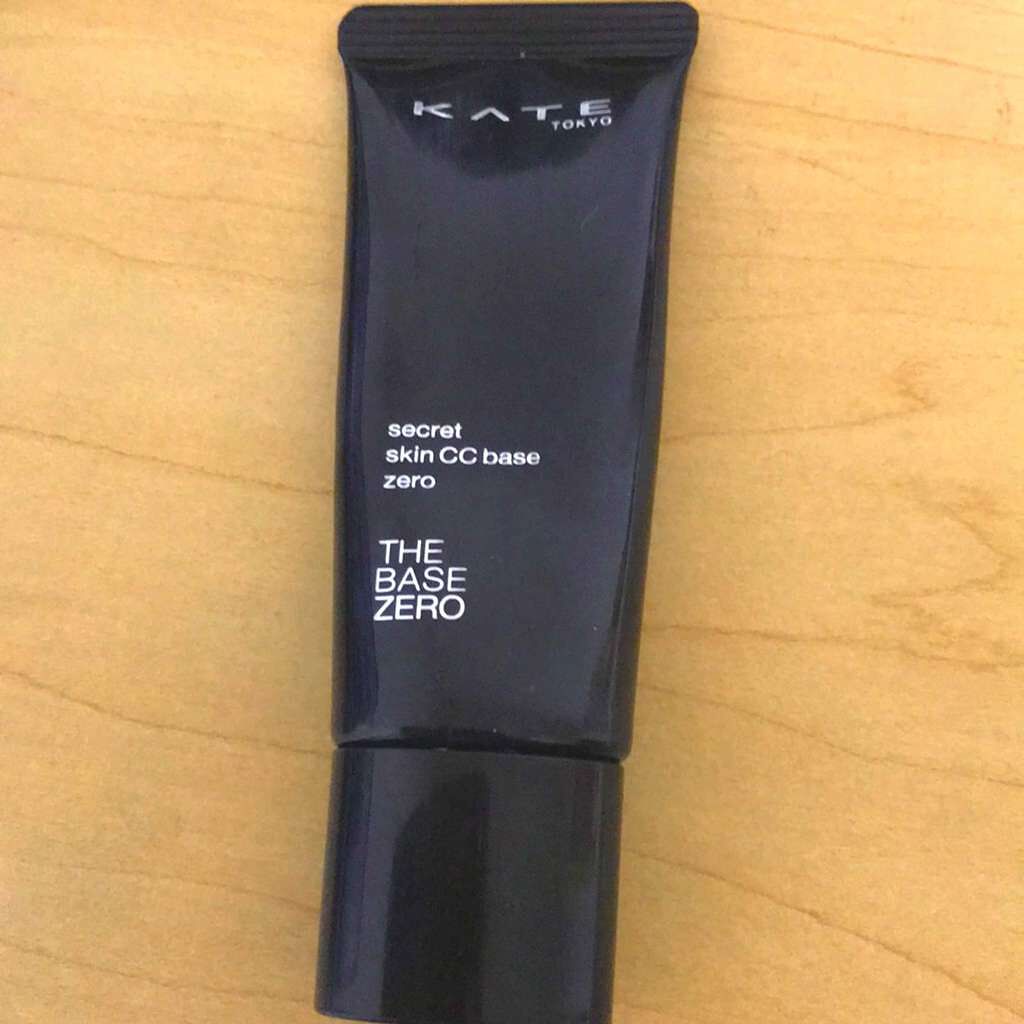 KATE
TOKYO
secret
skin CC base
zero
THE
BASE
ZERO